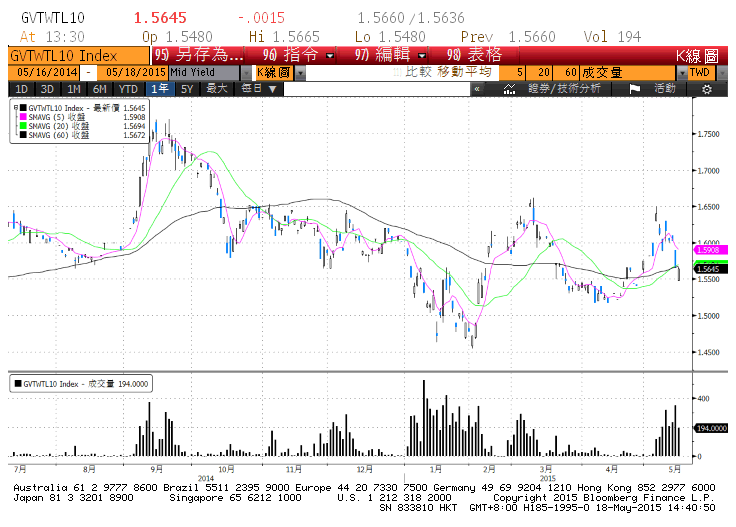 GVTWTL10 1.5645 -.0015 1.5660/1.5636
At 13:30 Op 1.5480 Hi 1.5665 Lo 1.5480 Prev 1.5660 Vol 194
GVTWTL10 Index 95) 另存為... 96) 指令 97) 編輯 98) 表格 K線圖
05/16/2014 - 05/18/2015 Mid Yield K線圖 比較 移動平均 5 20 60 成交量 TWD
1D 3D 1M 6M YTD 1年 5Y 最大 每日 ▼ « 證券/技術分析 活動
GVTWTL10 Index - 最新價 1.5645
SMAVG (5) 收盤 1.5908
SMAVG (20) 收盤 1.5694
SMAVG (60) 收盤 1.5672
1.7500
1.7000
1.6500
1.6000
1.5908
1.5645
1.5500
1.5000
1.4500
GVTWTL10 Index - 成交量 194.0000
400
194.0000
0
7月 8月 9月 10月 11月 12月 1月 2月 3月 4月 5月
2014 2015
Australia 61 2 9777 8600 Brazil 5511 2395 9000 Europe 44 20 7330 7500 Germany 49 69 9204 1210 Hong Kong 852 2977 6000
Japan 81 3 3201 8900 Singapore 65 6212 1000 U.S. 1 212 318 2000 Copyright 2015 Bloomberg Finance L.P.
SN 833810 HKT GMT+8:00 H185-1995-0 18-May-2015 14:40:50